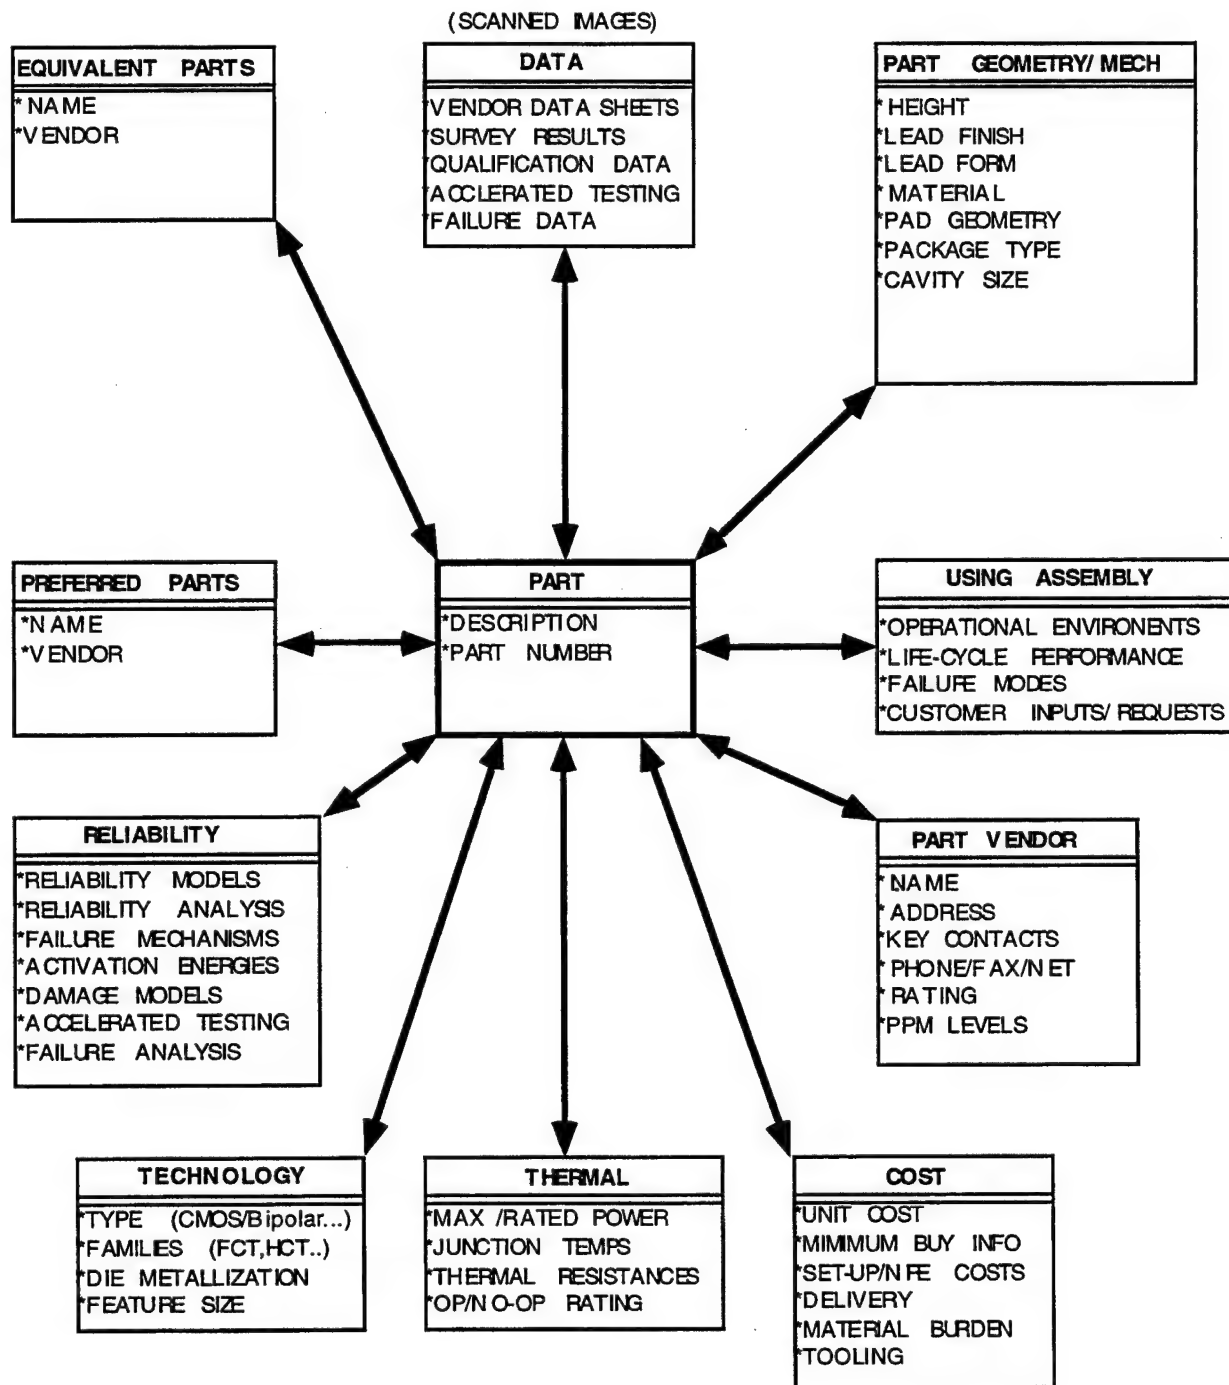 (SCANNED IMAGES)
EQUIVALENT PARTS
*NAME
*VENDOR
DATA
*VENDOR DATA SHEETS
*SURVEY RESULTS
*QUALIFICATION DATA
*ACCLERATED TESTING
*FAILURE DATA
PART GEOMETRY/MECH
*HEIGHT
*LEAD FINISH
*LEAD FORM
*MATERIAL
*PAD GEOMETRY
*PACKAGE TYPE
*CAVITY SIZE
PREFERRED PARTS
*NAME
*VENDOR
PART
*DESCRIPTION
*PART NUMBER
USING ASSEMBLY
*OPERATIONAL ENVIRONENTS
*LIFE-CYCLE PERFORMANCE
*FAILURE MODES
*CUSTOMER INPUTS/REQUESTS
RELIABILITY
*RELIABILITY MODELS
*RELIABILITY ANALYSIS
*FAILURE MECHANISMS
*ACTIVATION ENERGIES
*DAMAGE MODELS
*ACCELERATED TESTING
*FAILURE ANALYSIS
PART VENDOR
*NAME
*ADDRESS
*KEY CONTACTS
*PHONE/FAX/NET
*RATING
*PPM LEVELS
TECHNOLOGY
*TYPE (CMOS/Bipolar...)
*FAMILIES (FCT,HCT..)
*DIE METALLIZATION
*FEATURE SIZE
THERMAL
*MAX /RATED POWER
*JUNCTION TEMPS
*THERMAL RESISTANCES
*OP/NO-OP RATING
COST
*UNIT COST
*MIMIMUM BUY INFO
*SET-UP/NFE COSTS
*DELIVERY
*MATERIAL BURDEN
*TOOLING